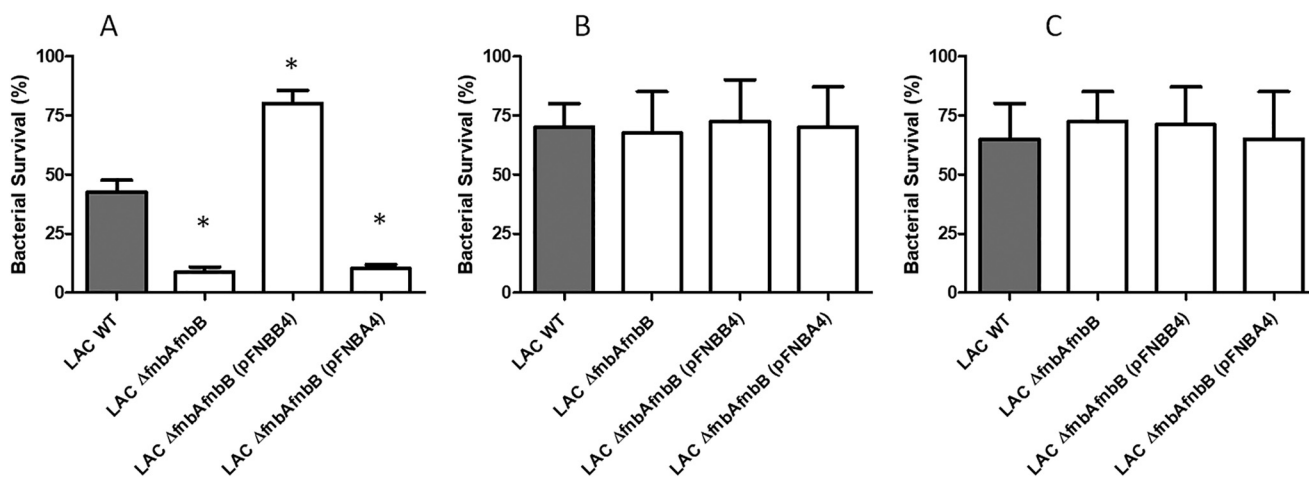 A
Bacterial Survival (%)
100
75
50
25
0
*
*
*
LAC WT
LAC ΔfnbAfnbB
LAC ΔfnbAfnbB (pFNBB4)
LAC ΔfnbAfnbB (pFNBA4)
B
Bacterial Survival (%)
100
75
50
25
0
LAC WT
LAC ΔfnbAfnbB
LAC ΔfnbAfnbB (pFNBB4)
LAC ΔfnbAfnbB (pFNBA4)
C
Bacterial Survival (%)
100
75
50
25
0
LAC WT
LAC ΔfnbAfnbB
LAC ΔfnbAfnbB (pFNBB4)
LAC ΔfnbAfnbB (pFNBA4)